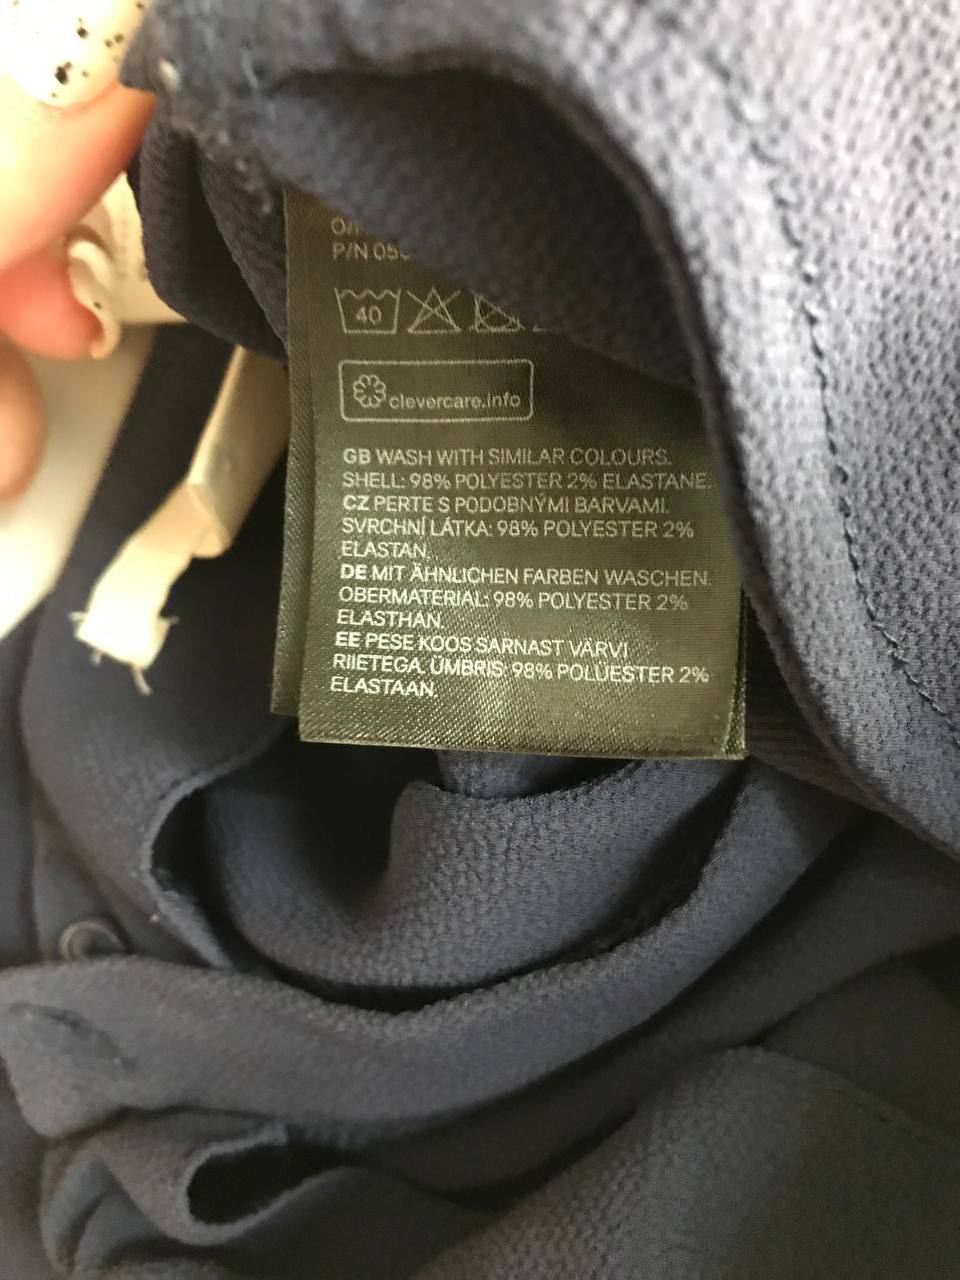 P/N
40
clevercare.info
GB WASH WITH SIMILAR COLOURS.
SHELL: 98% POLYESTER 2% ELASTANE.
CZ PERTE S PODOBNÝMI BARVAMI.
SVRCHNÍ LÁTKA: 98% POLYESTER 2%
ELASTAN.
DE MIT ÄHNLICHEN FARBEN WASCHEN.
OBERMATERIAL: 98% POLYESTER 2%
ELASTHAN.
EE PESE KOOS SARNAST VÄRVI
RIIETEGA. ÜMBRIS: 98% POLÜESTER 2%
ELASTAAN.